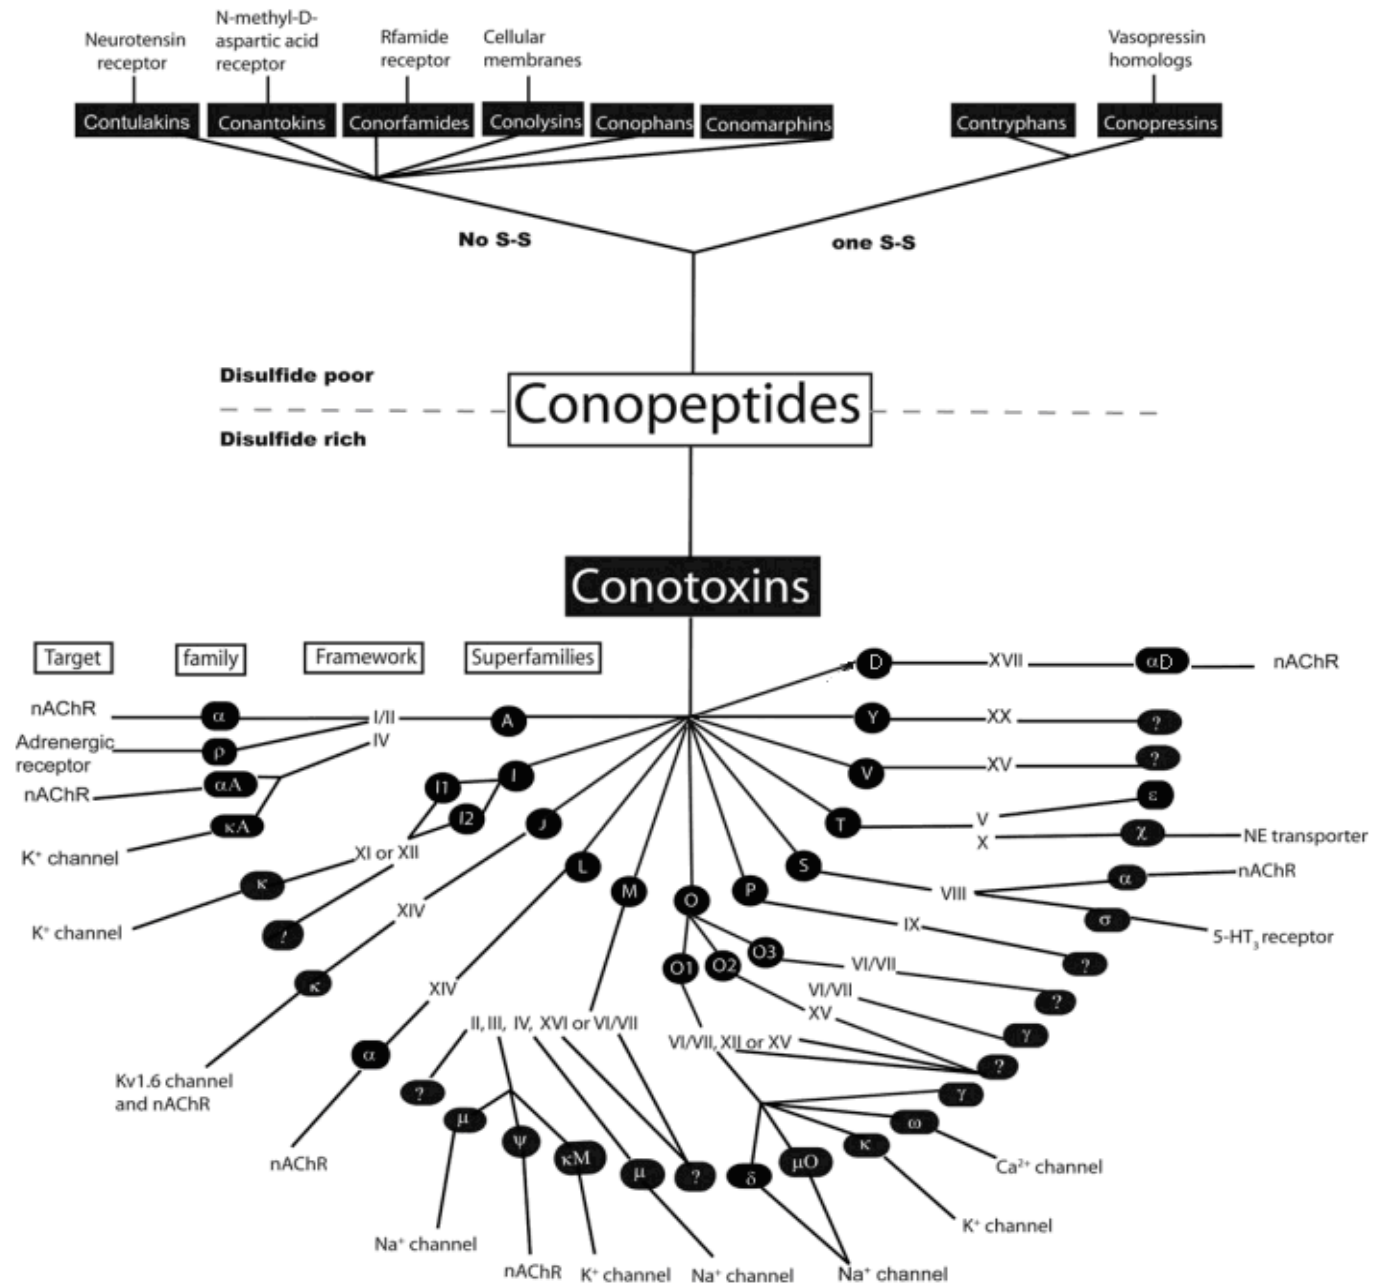 Neurotensin
receptor
N-methyl-D-
aspartic acid
receptor
Rfamide
receptor
Cellular
membranes
Vasopressin
homologs
Contulakins
Conantokins
Conorfamides
Conolysins
Conophans
Conomarphins
Contryphans
Conopressins
No S-S
one S-S
Disulfide poor
Conopeptides
Disulfide rich
Conotoxins
Target
family
Framework
Superfamilies
D
XVII
αD
nAChR
nAChR
α
I/II
A
Y
XX
?
Adrenergic
receptor
ρ
IV
V
XV
?
nAChR
αA
I1
I
T
V
ε
κA
I2
J
X
χ
NE transporter
K⁺ channel
XI or XII
L
S
VIII
α
nAChR
κ
M
O
P
σ
5-HT₃ receptor
K⁺ channel
?
XIV
IX
?
κ
O1
O2
O3
VI/VII
?
XIV
VI/VII
γ
XV
?
II, III, IV, XVI or VI/VII
VI/VII, XII or XV
α
Kv1.6 channel
and nAChR
?
μ
ψ
κM
μ
?
δ
μO
κ
ω
γ
nAChR
Ca²⁺ channel
K⁺ channel
Na⁺ channel
nAChR
K⁺ channel
Na⁺ channel
Na⁺ channel